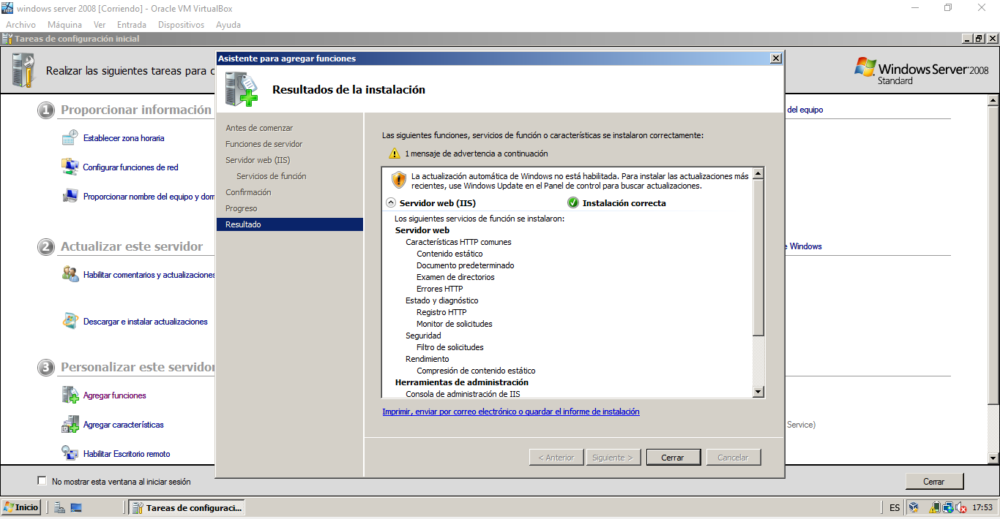 windows server 2008 [Corriendo] - Oracle VM VirtualBox
Archivo Máquina Ver Entrada Dispositivos Ayuda
Tareas de configuración inicial
Realizar las siguientes tareas para c
Windows Server 2008
Standard
1 Proporcionar información
del equipo
Establecer zona horaria
Configurar funciones de red
Proporcionar nombre del equipo y dom
2 Actualizar este servidor
e Windows
Habilitar comentarios y actualizaciones
Descargar e instalar actualizaciones
3 Personalizar este servidor
Agregar funciones
Agregar características
Service)
Habilitar Escritorio remoto
Asistente para agregar funciones
Resultados de la instalación
Antes de comenzar
Funciones de servidor
Servidor web (IIS)
Servicios de función
Confirmación
Progreso
Resultado
Las siguientes funciones, servicios de función o características se instalaron correctamente:
1 mensaje de advertencia a continuación
La actualización automática de Windows no está habilitada. Para instalar las actualizaciones más
recientes, use Windows Update en el Panel de control para buscar actualizaciones.
Servidor web (IIS) Instalación correcta
Los siguientes servicios de función se instalaron:
Servidor web
Características HTTP comunes
Contenido estático
Documento predeterminado
Examen de directorios
Errores HTTP
Estado y diagnóstico
Registro HTTP
Monitor de solicitudes
Seguridad
Filtro de solicitudes
Rendimiento
Compresión de contenido estático
Herramientas de administración
Consola de administración de IIS
Imprimir, enviar por correo electrónico o guardar el informe de instalación
< Anterior Siguiente > Cerrar Cancelar
No mostrar esta ventana al iniciar sesión
Cerrar
Inicio Tareas de configuraci... ES 17:53